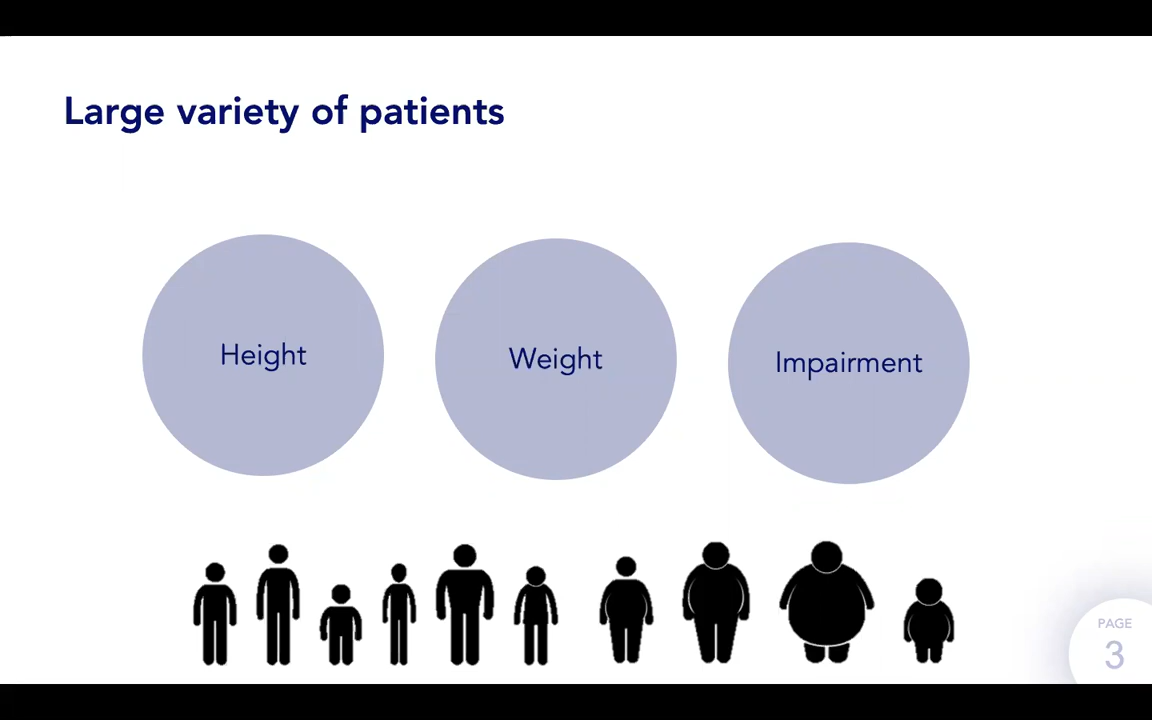 Large variety of patients
Height
Weight
Impairment
PAGE
3